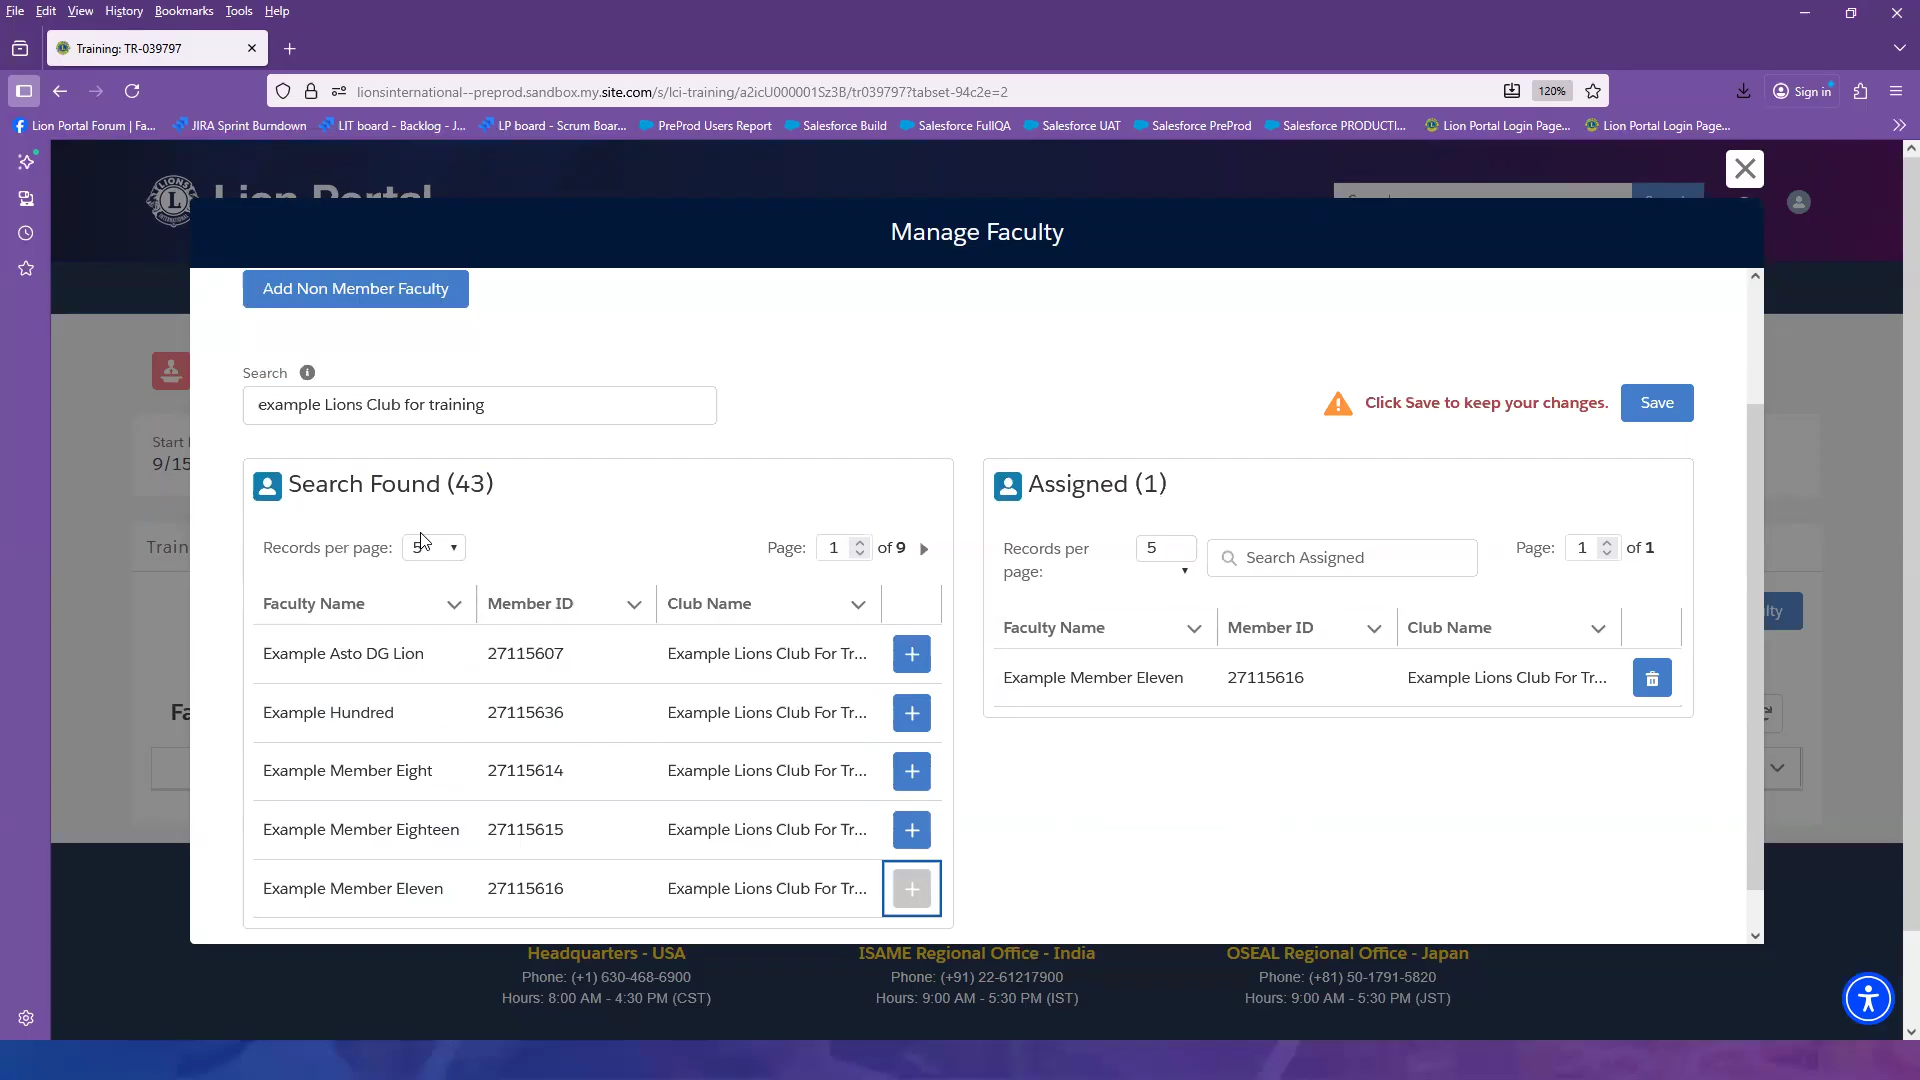 File Edit View History Bookmarks Tools Help
Training: TR-039797
lionsinternational--preprod.sandbox.my.site.com/s/lci-training/a2icU000001Sz3B/tr039797?tabset-94c2e=2
120%
Sign in
Lion Portal Forum | Fa...
JIRA Sprint Burndown
LIT board - Backlog - J...
LP board - Scrum Boar...
PreProd Users Report
Salesforce Build
Salesforce FullQA
Salesforce UAT
Salesforce PreProd
Salesforce PRODUCTI...
Lion Portal Login Page...
Lion Portal Login Page...
Lion Portal
Manage Faculty
Add Non Member Faculty
Search
example Lions Club for training
Click Save to keep your changes.
Save
Start
9/15
Train
Search Found (43)
Records per page: 5
Page: 1 of 9
Faculty Name Member ID Club Name
Example Asto DG Lion 27115607 Example Lions Club For Tr...
Example Hundred 27115636 Example Lions Club For Tr...
Example Member Eight 27115614 Example Lions Club For Tr...
Example Member Eighteen 27115615 Example Lions Club For Tr...
Example Member Eleven 27115616 Example Lions Club For Tr...
Assigned (1)
Records per page: 5
Search Assigned
Page: 1 of 1
Faculty Name Member ID Club Name
Example Member Eleven 27115616 Example Lions Club For Tr...
lty
Fa
Headquarters - USA
Phone: (+1) 630-468-6900
Hours: 8:00 AM - 4:30 PM (CST)
ISAME Regional Office - India
Phone: (+91) 22-61217900
Hours: 9:00 AM - 5:30 PM (IST)
OSEAL Regional Office - Japan
Phone: (+81) 50-1791-5820
Hours: 9:00 AM - 5:30 PM (JST)